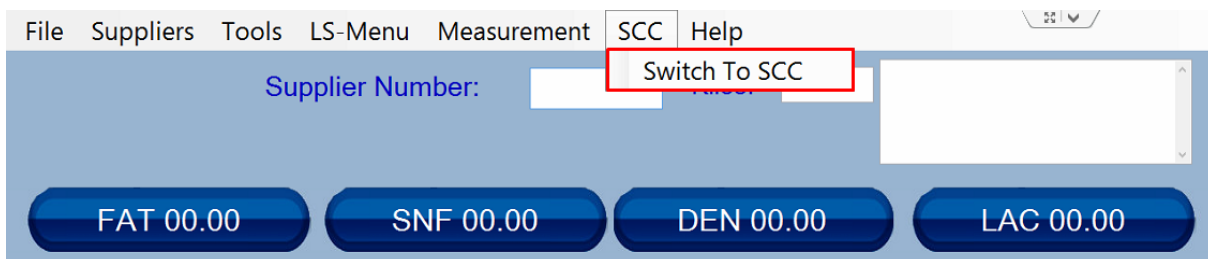 File Suppliers Tools LS-Menu Measurement SCC Help
Switch To SCC
Supplier Number:
FAT 00.00 SNF 00.00 DEN 00.00 LAC 00.00